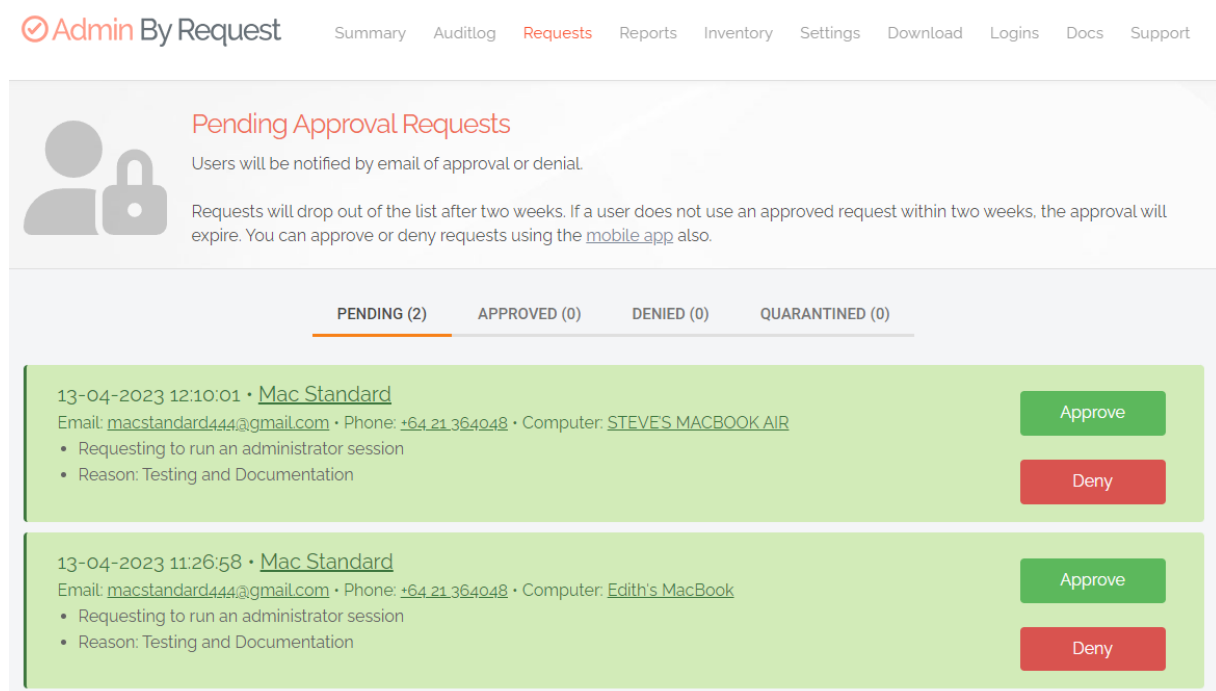 Admin By Request
Summary Auditlog Requests Reports Inventory Settings Download Logins Docs Support
Pending Approval Requests
Users will be notified by email of approval or denial.
Requests will drop out of the list after two weeks. If a user does not use an approved request within two weeks, the approval will
expire. You can approve or deny requests using the mobile app also.
PENDING (2) APPROVED (0) DENIED (0) QUARANTINED (0)
13-04-2023 12:10:01 • Mac Standard
Email: macstandard444@gmail.com • Phone: +64 21 364048 • Computer: STEVE'S MACBOOK AIR
• Requesting to run an administrator session
• Reason: Testing and Documentation
Approve
Deny
13-04-2023 11:26:58 • Mac Standard
Email: macstandard444@gmail.com • Phone: +64 21 364048 • Computer: Edith's MacBook
• Requesting to run an administrator session
• Reason: Testing and Documentation
Approve
Deny